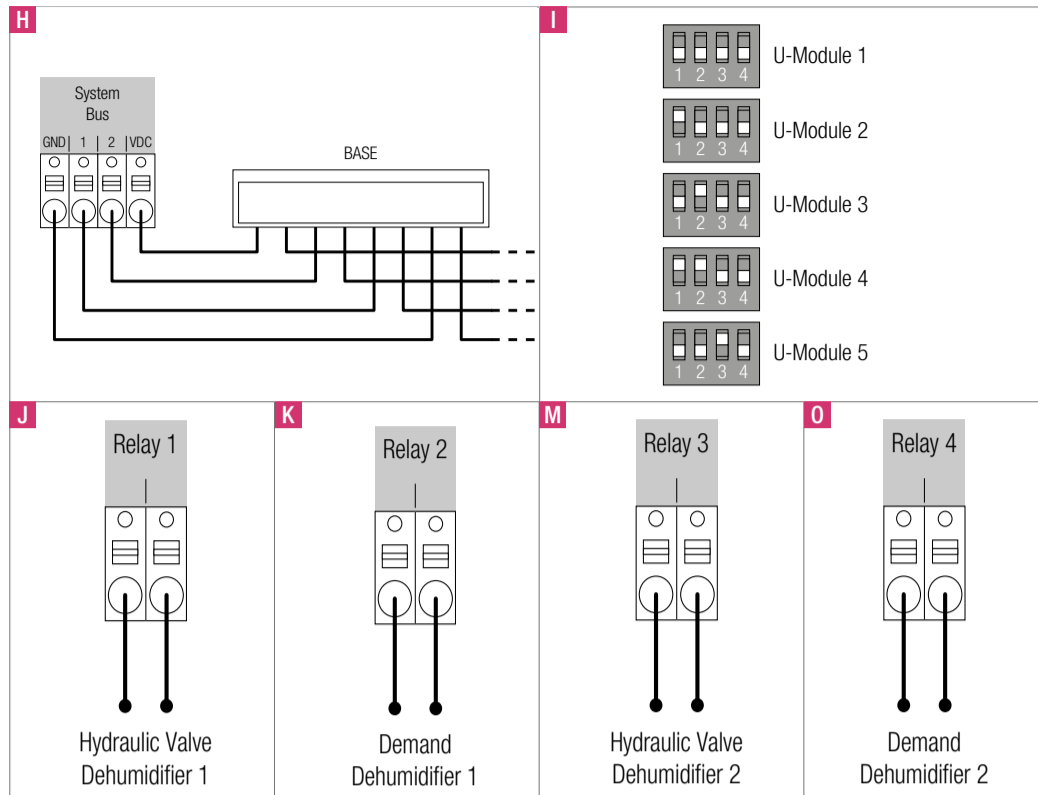 H
System
Bus
GND | 1 | 2 | VDC
BASE
I
1 2 3 4
U-Module 1
1 2 3 4
U-Module 2
1 2 3 4
U-Module 3
1 2 3 4
U-Module 4
1 2 3 4
U-Module 5
J
Relay 1
Hydraulic Valve
Dehumidifier 1
K
Relay 2
Demand
Dehumidifier 1
M
Relay 3
Hydraulic Valve
Dehumidifier 2
O
Relay 4
Demand
Dehumidifier 2